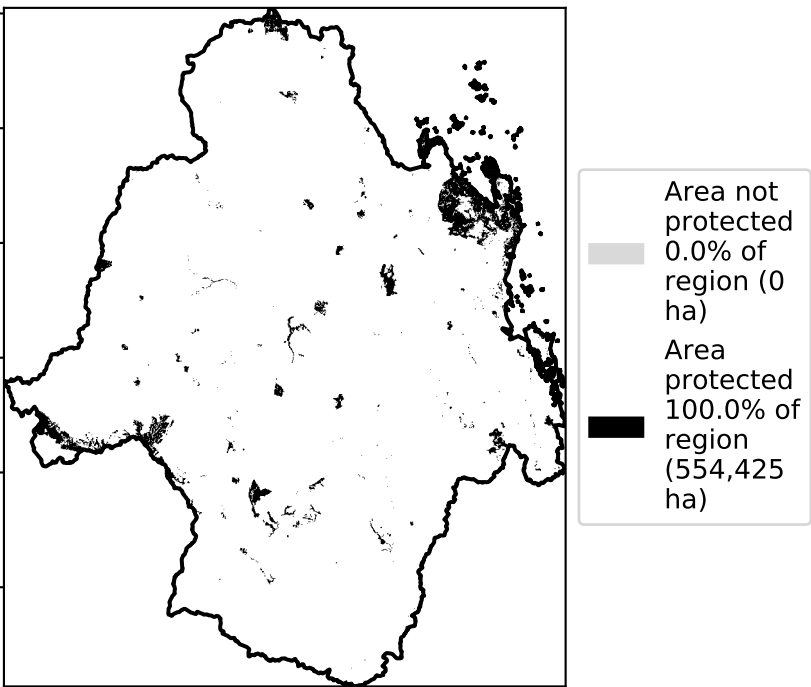 Area not
protected
0.0% of
region (0
ha)
Area
protected
100.0% of
region
(554,425
ha)